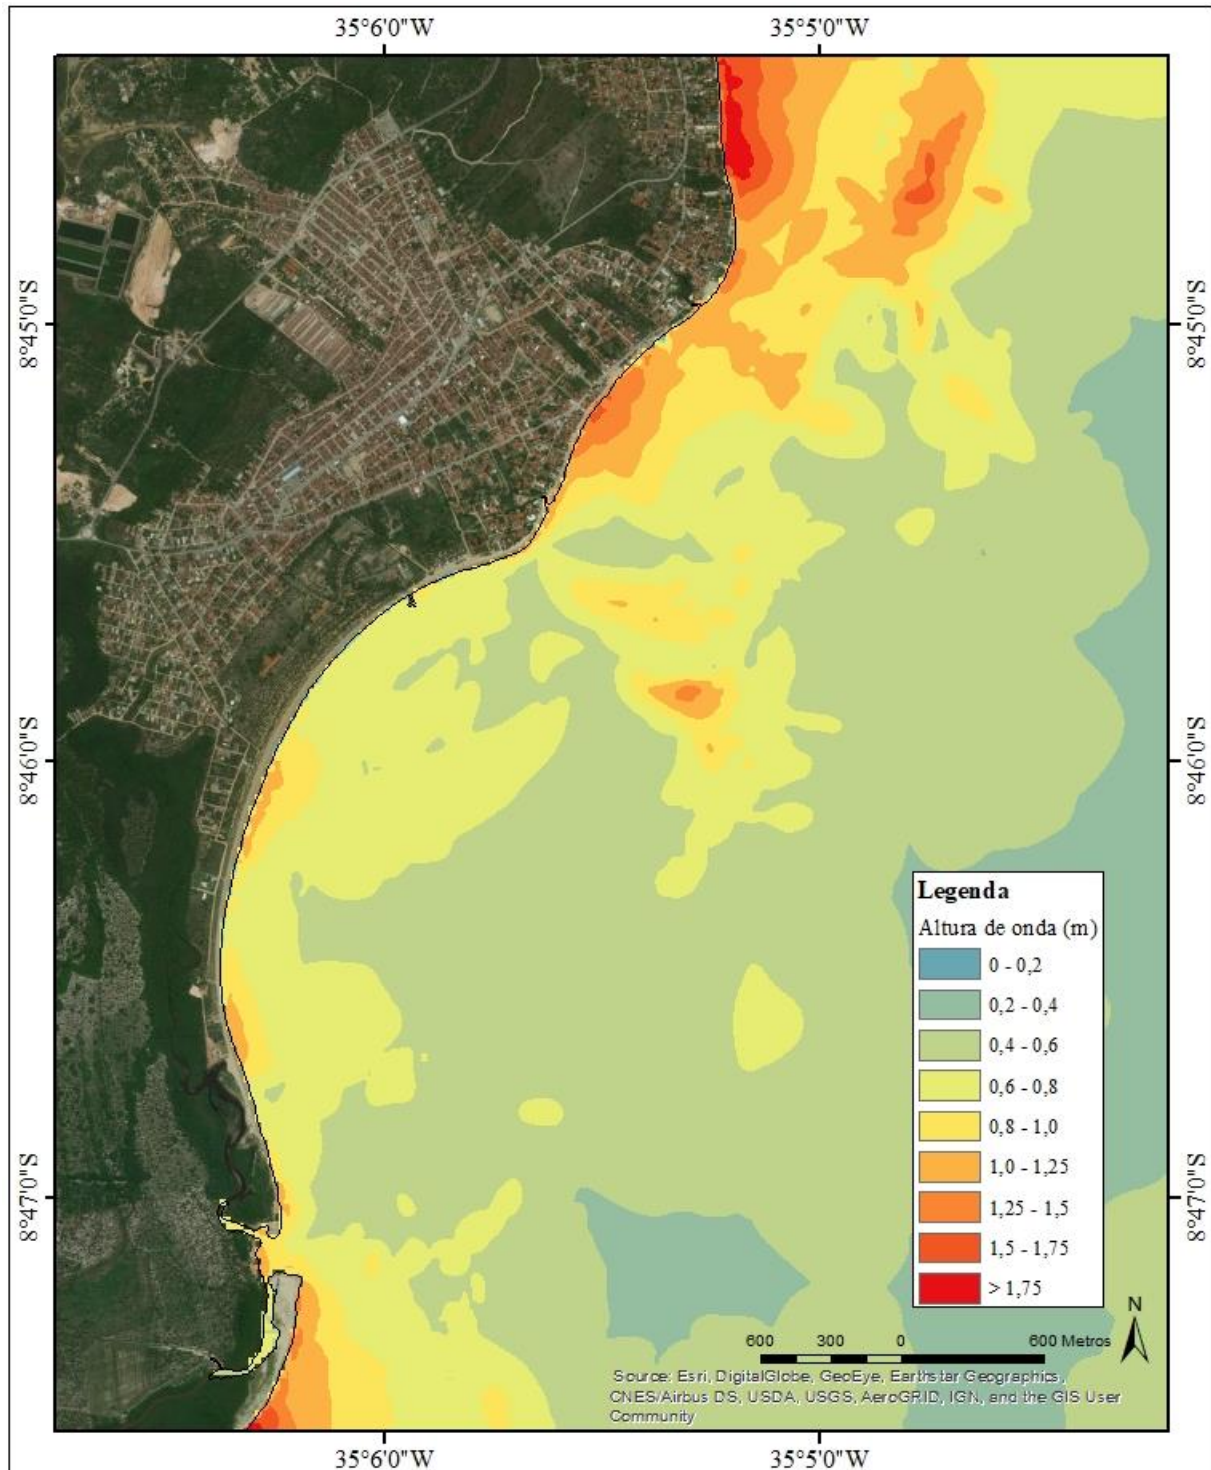 35°6'0"W
35°5'0"W
8°45'0"S
8°45'0"S
8°46'0"S
8°46'0"S
Legenda
Altura de onda (m)
0 - 0,2
0,2 - 0,4
0,4 - 0,6
0,6 - 0,8
0,8 - 1,0
1,0 - 1,25
1,25 - 1,5
1,5 - 1,75
> 1,75
8°47'0"S
8°47'0"S
N
600 300 0 600 Metros
Source: Esri, DigitalGlobe, GeoEye, Earthstar Geographics,
CNES/Airbus DS, USDA, USGS, AeroGRID, IGN, and the GIS User
Community
35°6'0"W
35°5'0"W